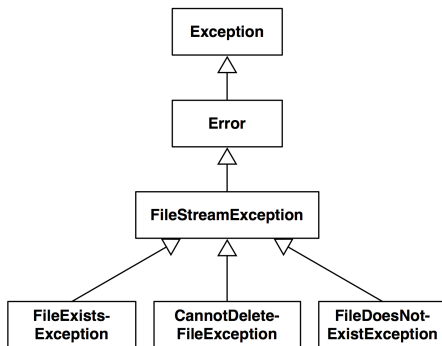 Exception
Error
FileStreamException
FileExists-
Exception
CannotDelete-
FileException
FileDoesNot-
ExistException